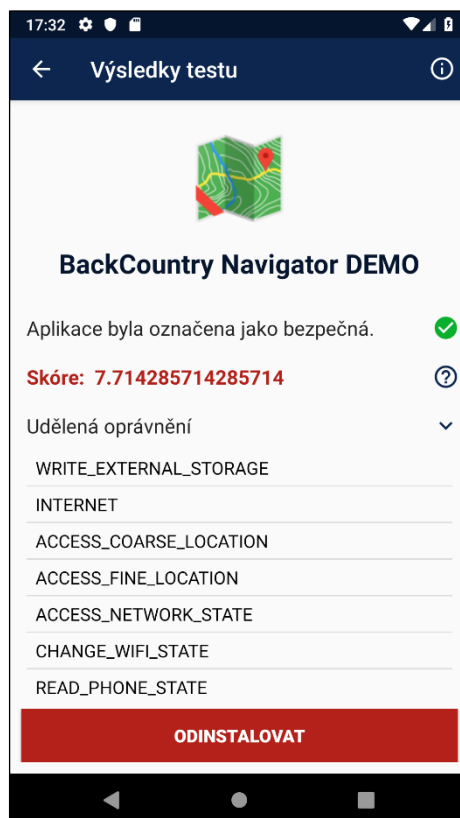 17:32
Výsledky testu
BackCountry Navigator DEMO
Aplikace byla označena jako bezpečná.
Skóre: 7.714285714285714
Udělená oprávnění
WRITE_EXTERNAL_STORAGE
INTERNET
ACCESS_COARSE_LOCATION
ACCESS_FINE_LOCATION
ACCESS_NETWORK_STATE
CHANGE_WIFI_STATE
READ_PHONE_STATE
ODINSTALOVAT